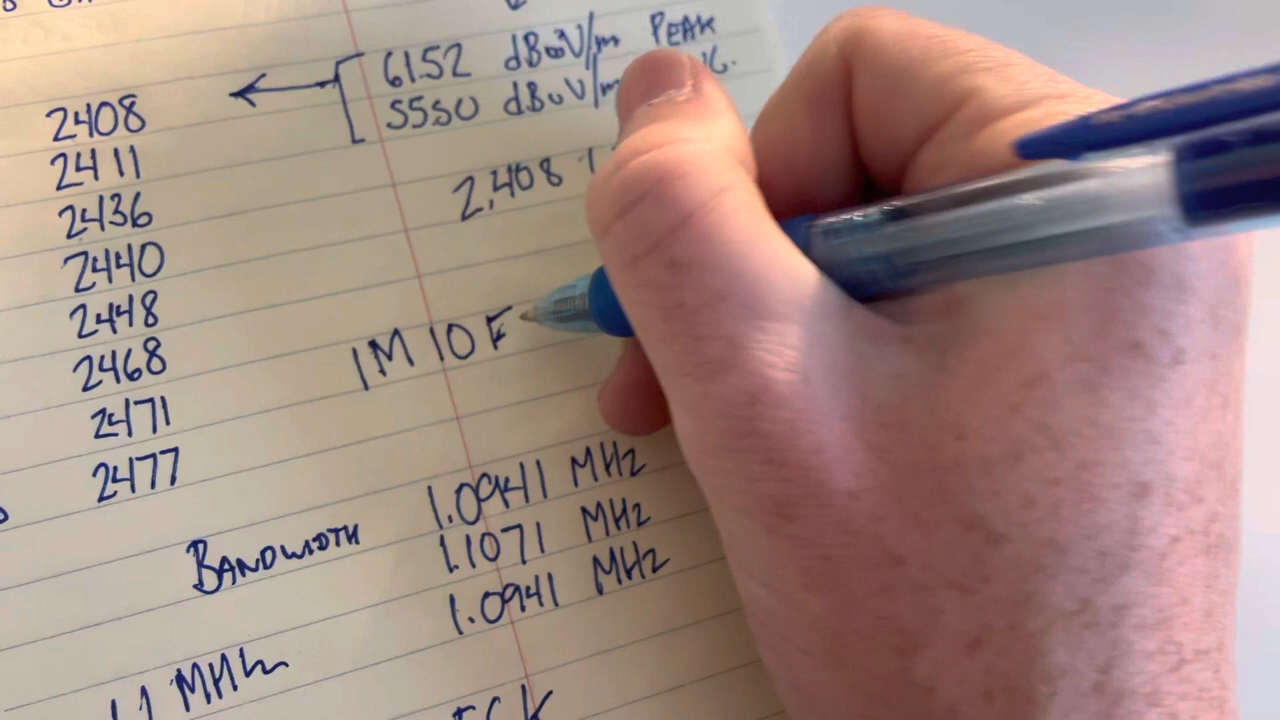 2408
2411
2436
2440
2448
2468
2471
2477
61.52 dBuV/m PEAK
55.50 dBuV/m
2,408
1M10F
BANDWIDTH 1.0941 MHz
1.1071 MHz
1.0941 MHz
1.1 MHz